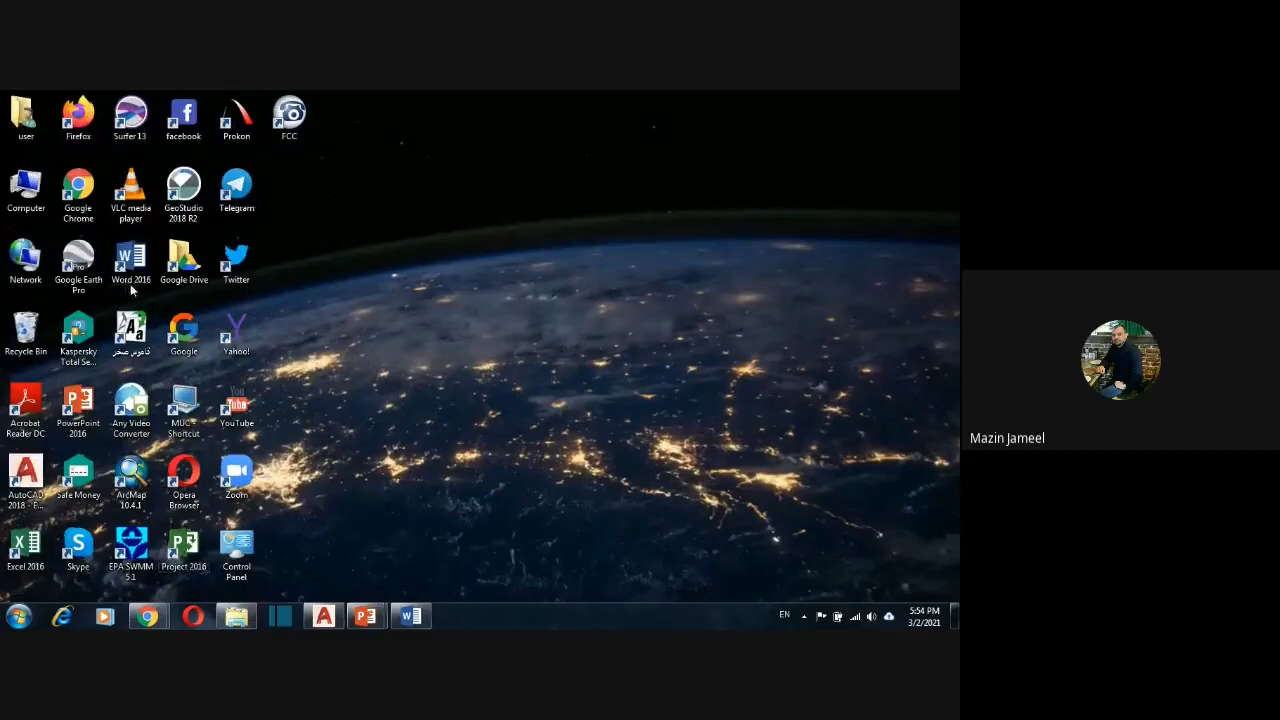 user
Firefox
Surfer 13
facebook
Prokon
FCC
Computer
Google
Chrome
VLC media
player
GeoStudio
2018 R2
Telegram
Network
Google Earth
Pro
Word 2016
Google Drive
Twitter
Recycle Bin
Kaspersky
Total Se...
قاموس صخر
Google
Yahoo!
Acrobat
Reader DC
PowerPoint
2016
Any Video
Converter
MUC -
Shortcut
You
Tube
YouTube
AutoCAD
2018 - E...
Safe Money
ArcMap
10.4.1
Opera
Browser
Zoom
Excel 2016
Skype
EPA SWMM
5.1
Project 2016
Control
Panel
EN
5:54 PM
3/2/2021
Mazin Jameel